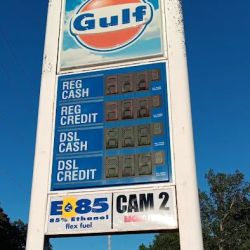 Gulf
REG
CASH
REG
CREDIT
DSL
CASH
DSL
CREDIT
E85
85% Ethanol
flex fuel
CAM 2